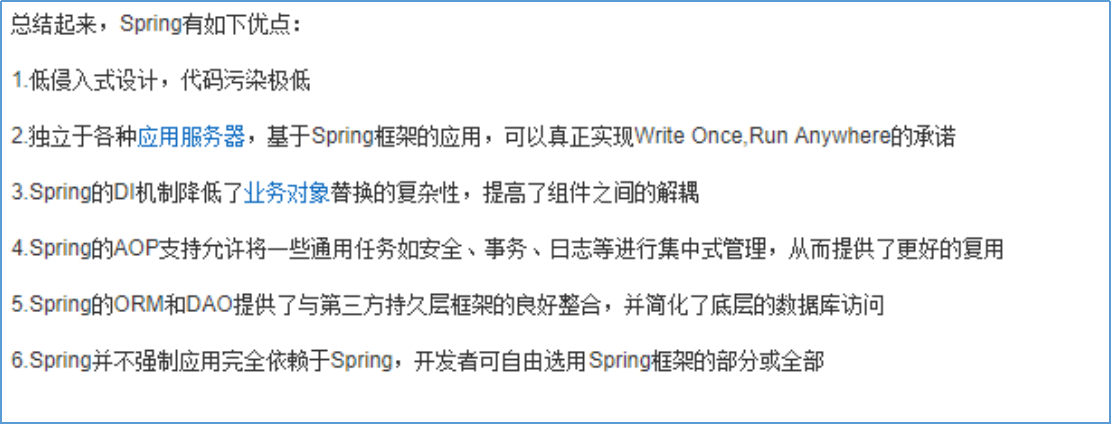 总结起来，Spring有如下优点：
1.低侵入式设计，代码污染极低
2.独立于各种应用服务器，基于Spring框架的应用，可以真正实现Write Once,Run Anywhere的承诺
3.Spring的DI机制降低了业务对象替换的复杂性，提高了组件之间的解耦
4.Spring的AOP支持允许将一些通用任务如安全、事务、日志等进行集中式管理，从而提供了更好的复用
5.Spring的ORM和DAO提供了与第三方持久层框架的良好整合，并简化了底层的数据库访问
6.Spring并不强制应用完全依赖于Spring，开发者可自由选用Spring框架的部分或全部